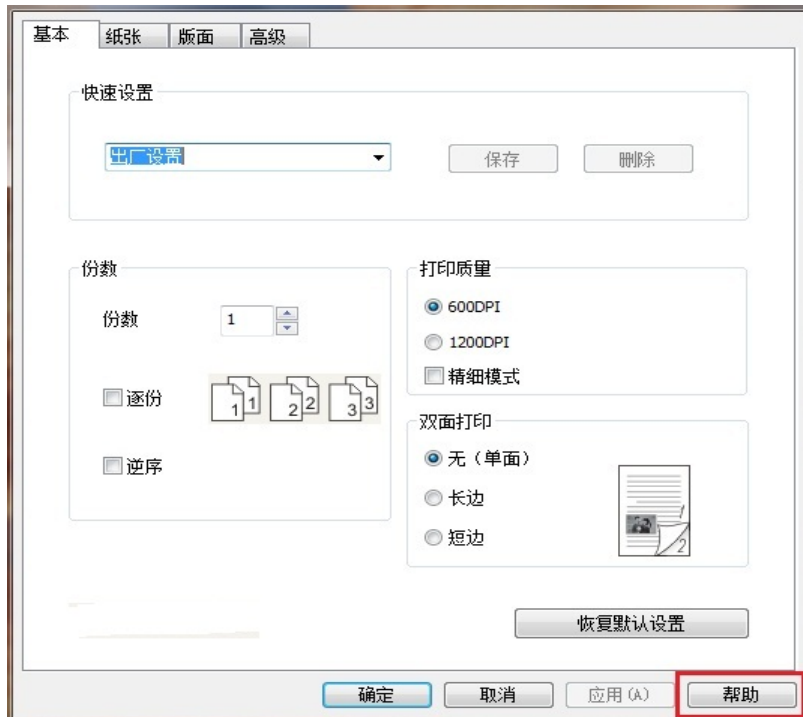 基本 纸张 版面 高级
快速设置
出厂设置 保存 删除
份数
份数 1
逐份 1 1 2 2 3 3
逆序
打印质量
600DPI
1200DPI
精细模式
双面打印
无（单面）
长边
短边
1
2
恢复默认设置
确定 取消 应用(A) 帮助